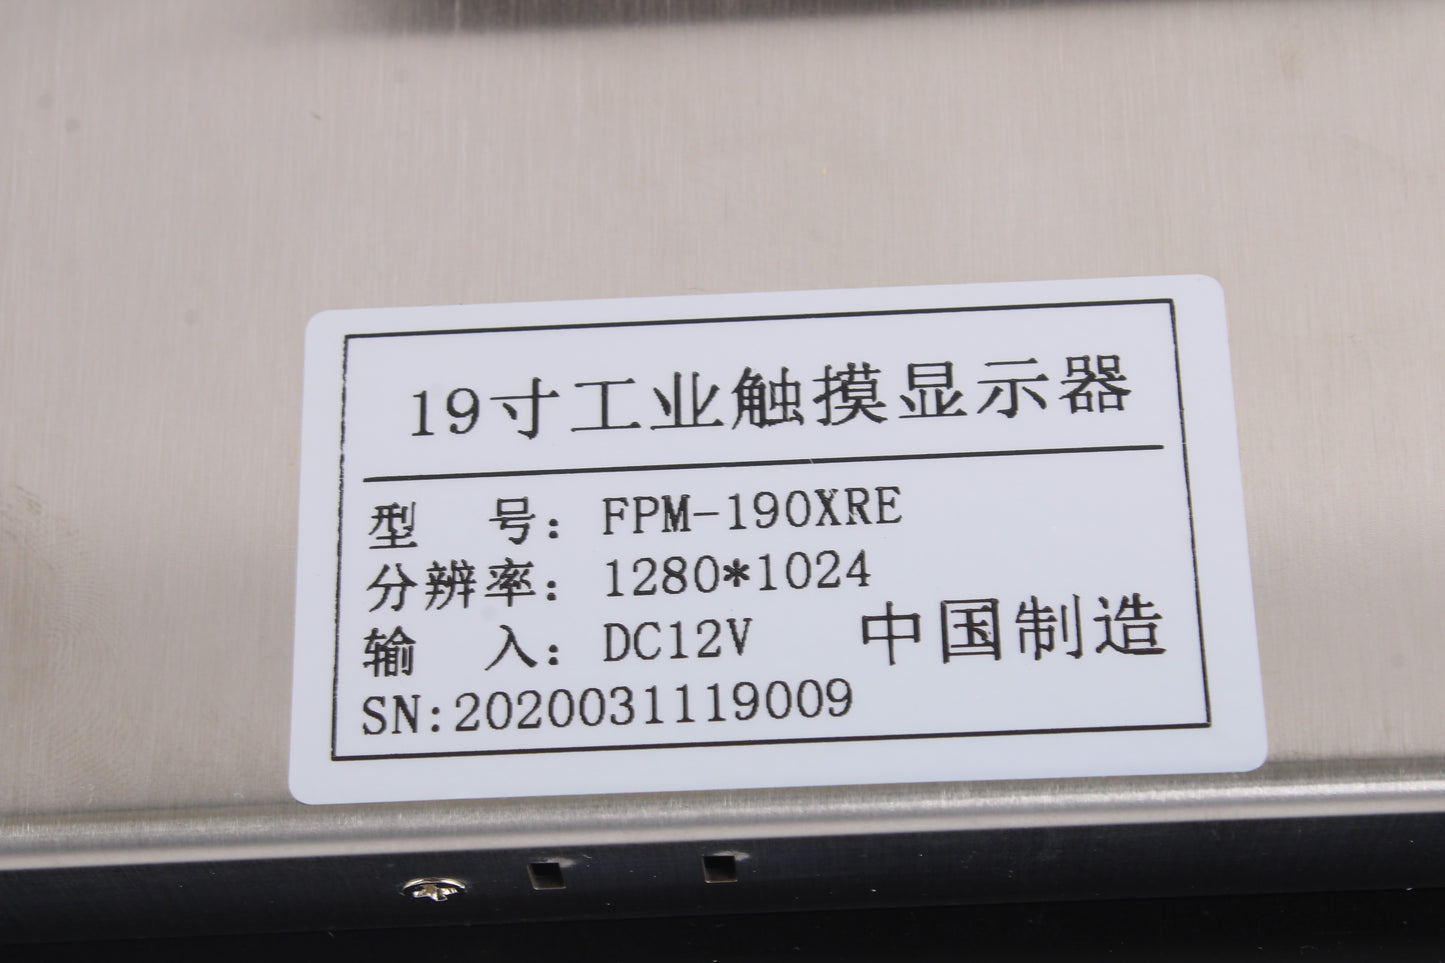 19寸工业触摸显示器
型 号：FPM-190XRE
分辨率：1280*1024
输 入：DC12V 中国制造
SN:2020031119009